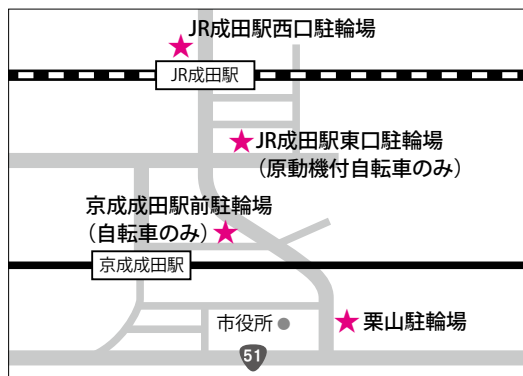 JR成田駅西口駐輪場
JR成田駅
JR成田駅東口駐輪場
（原動機付自転車のみ）
京成成田駅前駐輪場
（自転車のみ）
京成成田駅
市役所
栗山駐輪場
51